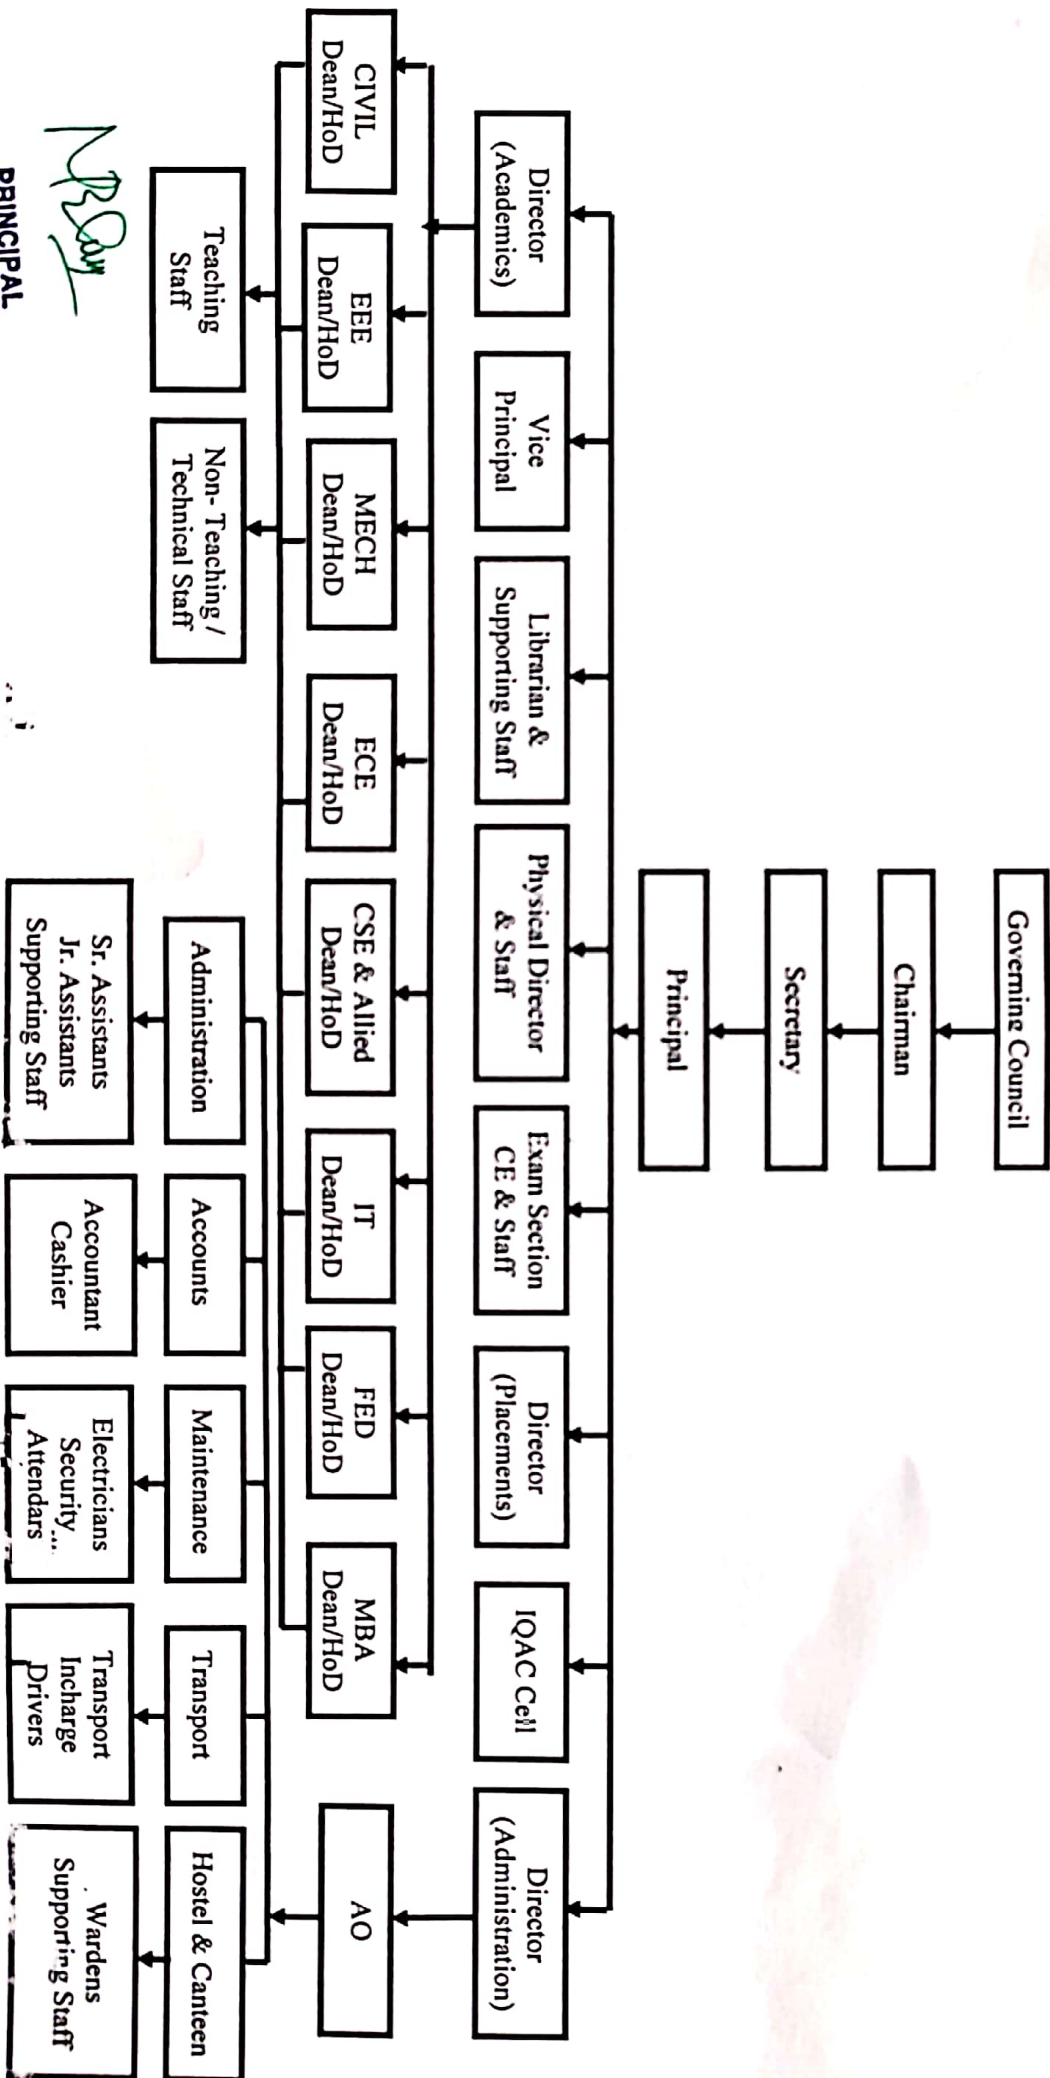 Governing Council
Chairman
Secretary
Principal
Director
(Academics)
Vice
Principal
Librarian &
Supporting Staff
Physical Director
& Staff
Exam Section
CE & Staff
Director
(Placements)
IQAC Cell
Director
(Administration)
CIVIL
Dean/HoD
EEE
Dean/HoD
MECH
Dean/HoD
ECE
Dean/HoD
CSE & Allied
Dean/HoD
IT
Dean/HoD
FED
Dean/HoD
MBA
Dean/HoD
AO
Teaching
Staff
Non- Teaching /
Technical Staff
Administration
Accounts
Maintenance
Transport
Hostel & Canteen
Sr. Assistants
Jr. Assistants
Supporting Staff
Accountant
Cashier
Electricians
Security...
Attendars
Transport
Incharge
Drivers
Wardens
Supporting Staff
PRINCIPAL